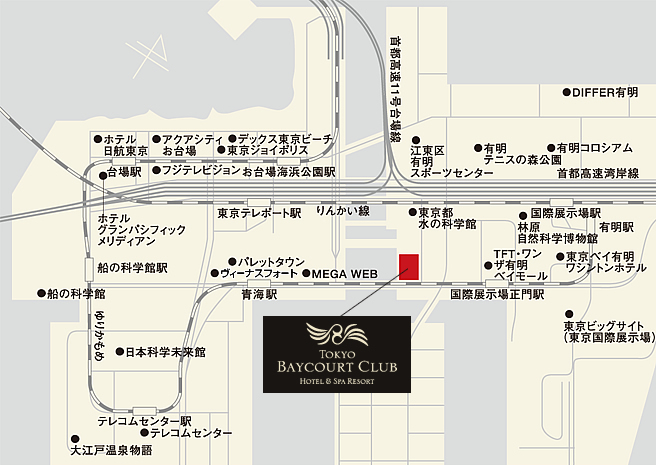 首都高速11号台場線
DIFFER有明
ホテル
日航東京
アクアシティ
お台場
デックス東京ビーチ
東京ジョイポリス
江東区
有明
スポーツセンター
有明
テニスの森公園
有明コロシアム
台場駅
フジテレビジョン
お台場海浜公園駅
首都高速湾岸線
ホテル
グランパシフィック
メリディアン
東京テレポート駅
りんかい線
東京都
水の科学館
国際展示場駅
林原
自然科学博物館
有明駅
船の科学館駅
パレットタウン
ヴィーナスフォート
MEGA WEB
TFT・ワン
ザ有明
ベイモール
東京ベイ有明
ワシントンホテル
船の科学館
青海駅
国際展示場正門駅
ゆりかもめ
東京ビッグサイト
(東京国際展示場)
日本科学未来館
TOKYO
BAYCOURT CLUB
HOTEL & SPA RESORT
テレコムセンター駅
テレコムセンター
大江戸温泉物語